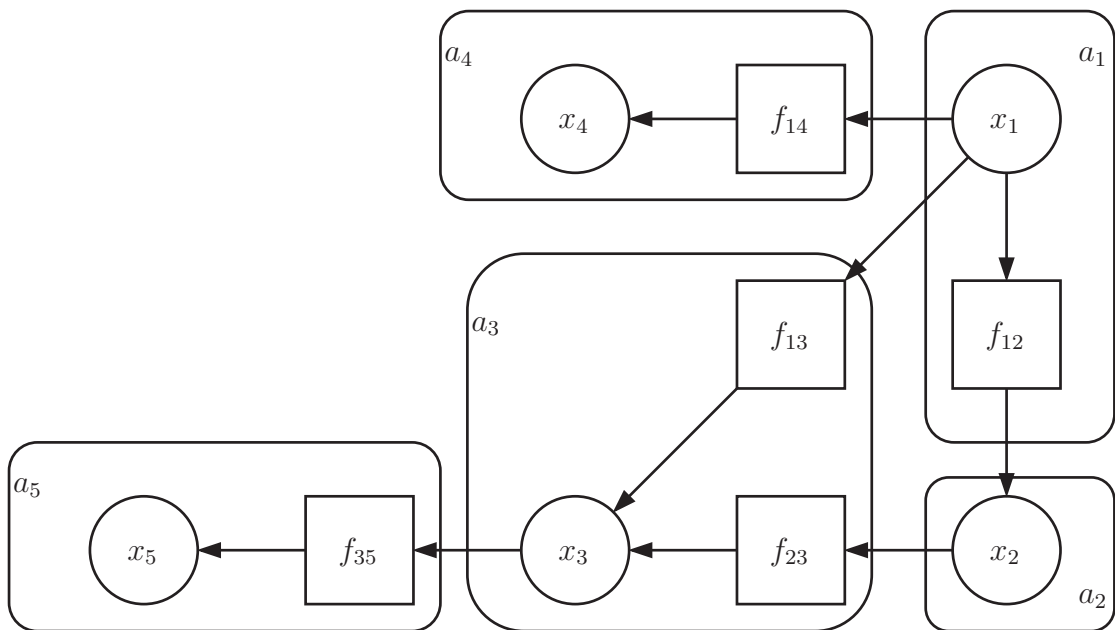 a₄
a₁
x₄
f₁₄
x₁
a₃
f₁₃
f₁₂
a₅
x₅
f₃₅
x₃
f₂₃
x₂
a₂